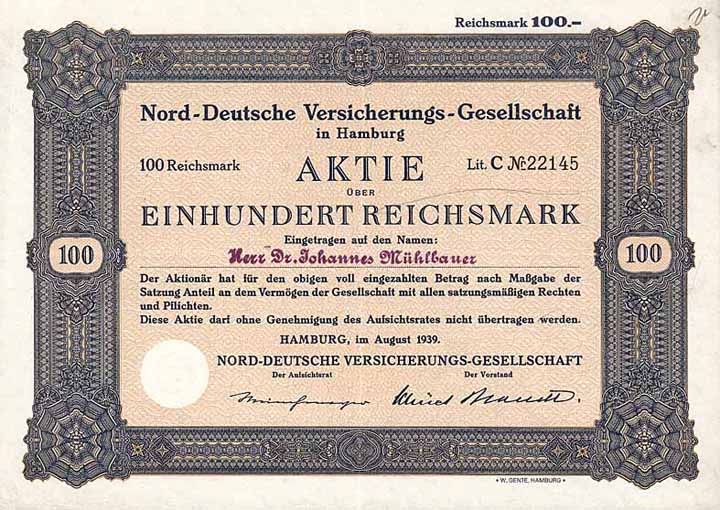 Reichsmark 100.–
Nord-Deutsche Versicherungs-Gesellschaft
in Hamburg
100 Reichsmark AKTIE Lit. C Nr. 22145
ÜBER
EINHUNDERT REICHSMARK
Eingetragen auf den Namen:
Herr Dr. Johannes Mühlbauer
100 100
Der Aktionär hat für den obigen voll eingezahlten Betrag nach Maßgabe der
Satzung Anteil an dem Vermögen der Gesellschaft mit allen satzungsmäßigen Rechten
und Pflichten.
Diese Aktie darf ohne Genehmigung des Aufsichtsrates nicht übertragen werden.
HAMBURG, im August 1939.
NORD-DEUTSCHE VERSICHERUNGS-GESELLSCHAFT
Der Aufsichtsrat Der Vorstand
* W. GENTE, HAMBURG *